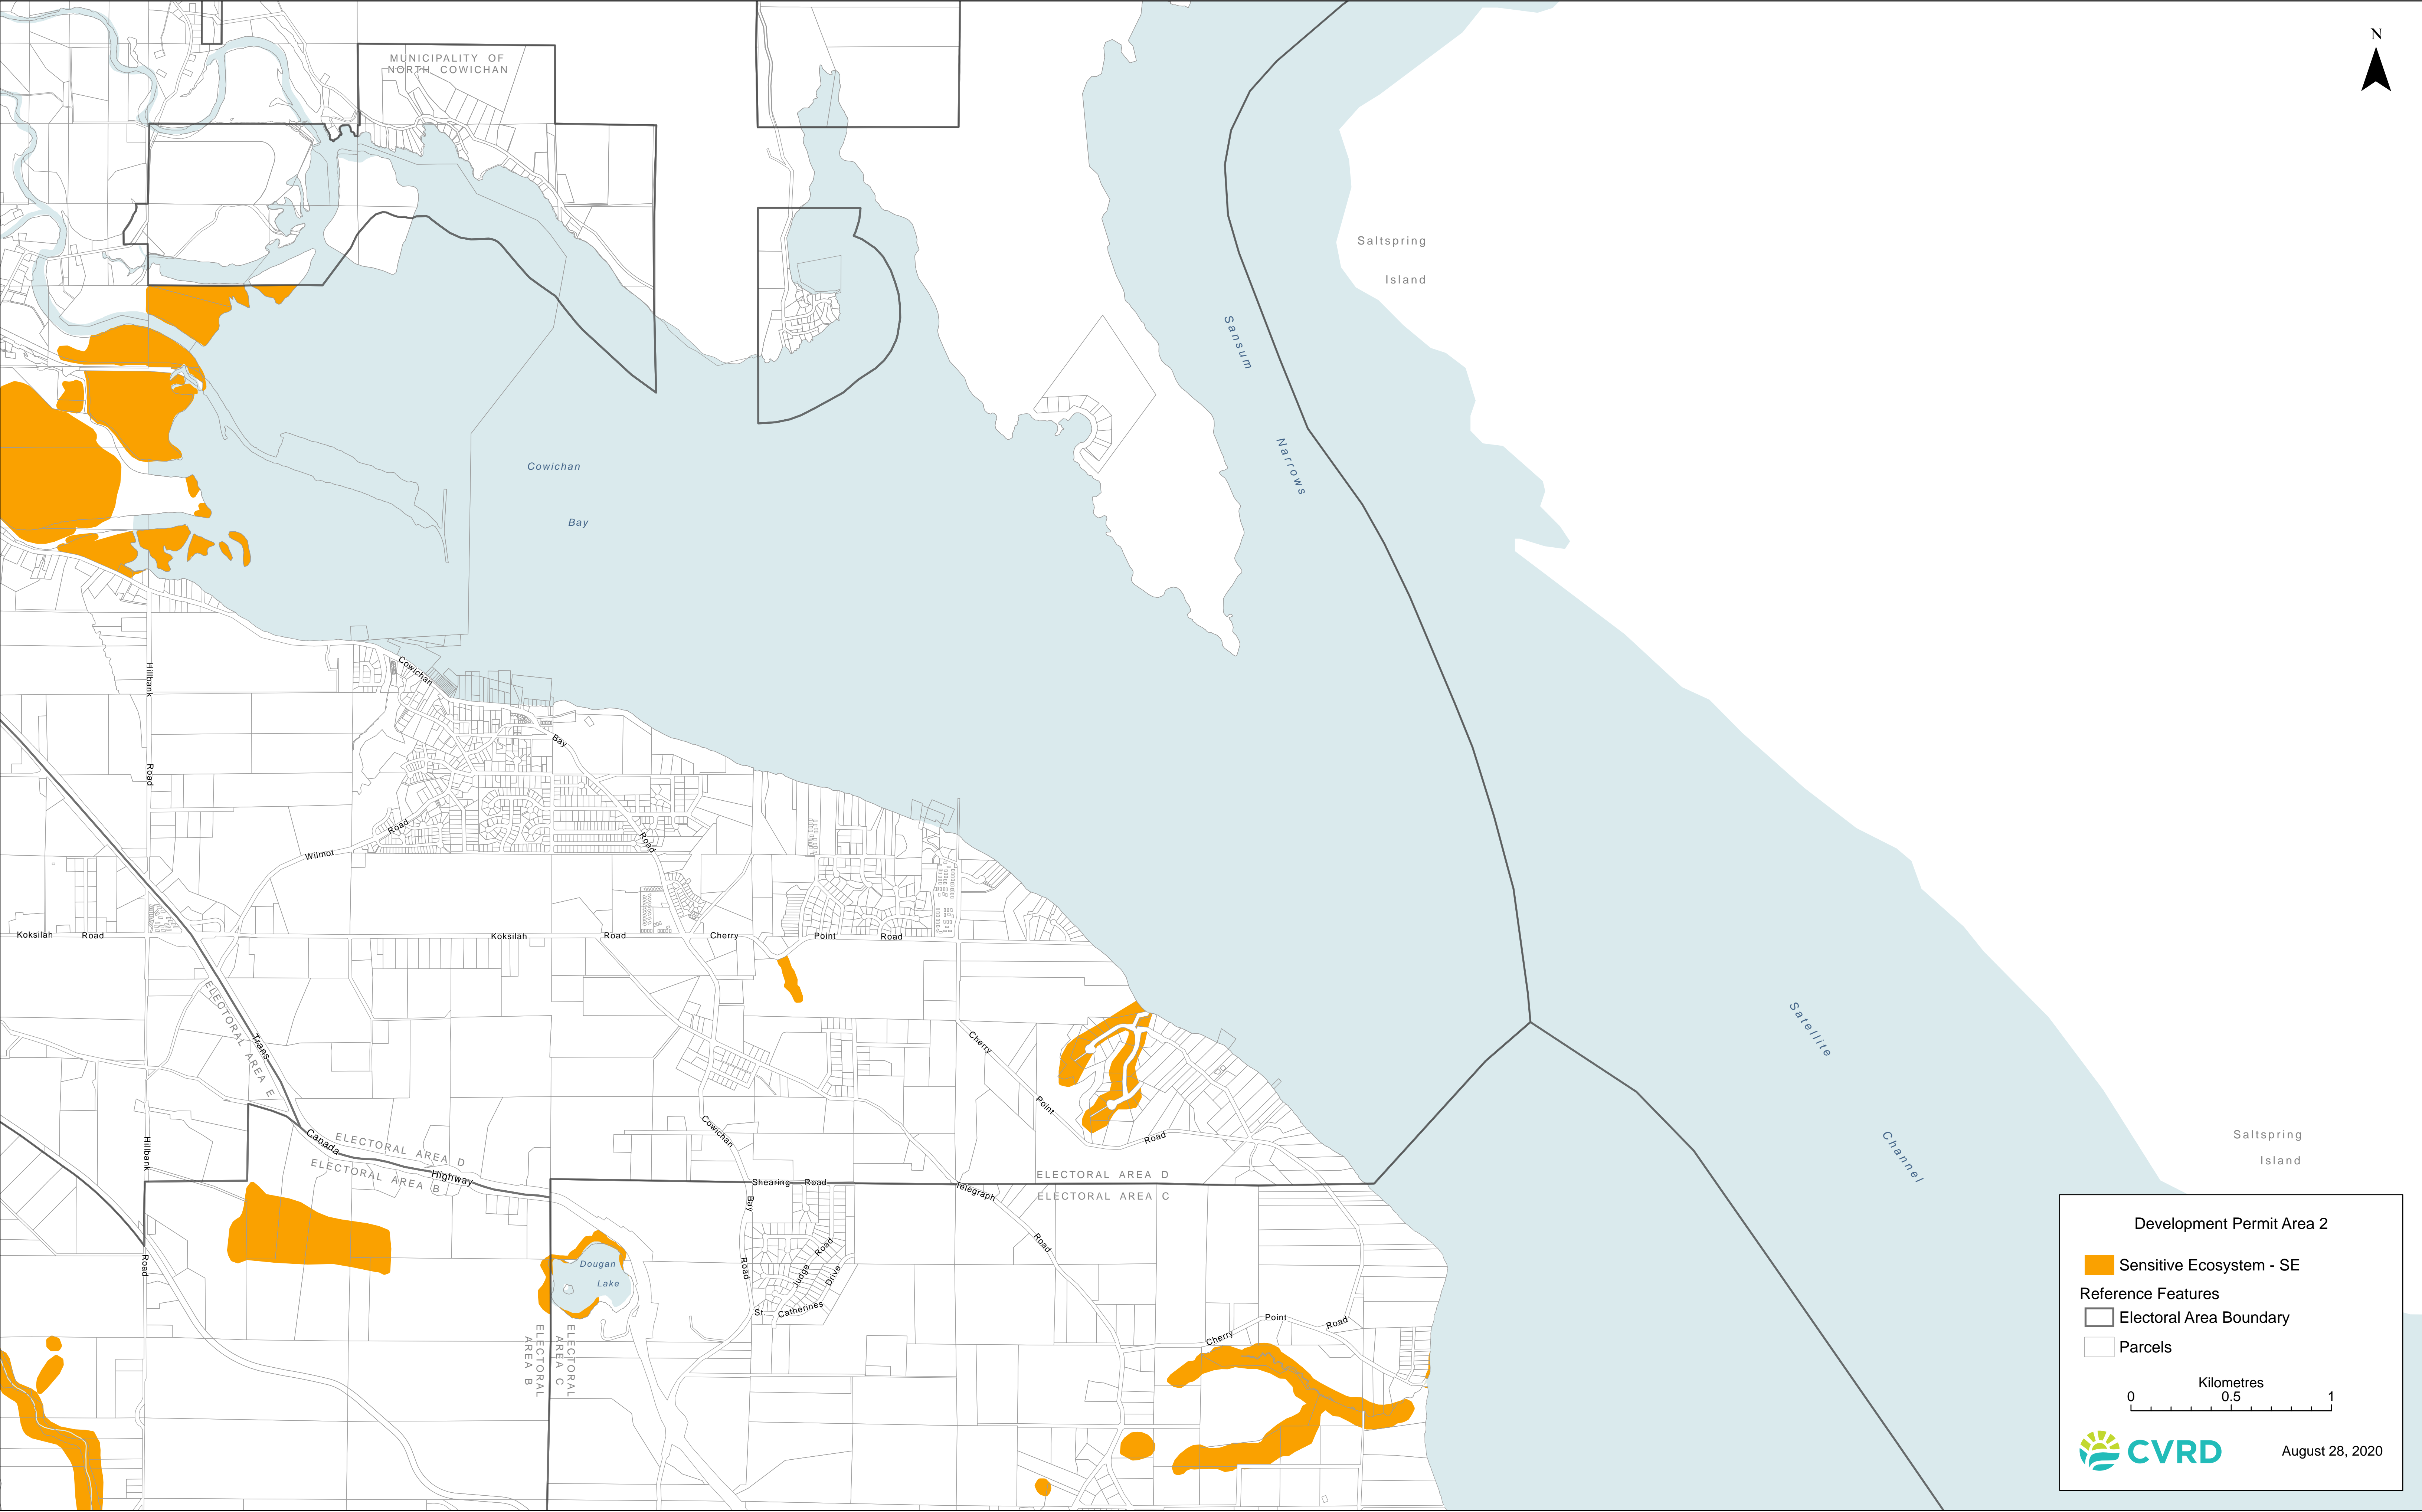 N
MUNICIPALITY OF
NORTH COWICHAN
Saltspring
Island
Sansum
Narrows
Cowichan
Bay
Hillbank
Road
Cowichan
Bay
Road
Wilmot
Road
Koksilah
Road
Koksilah
Road
Cherry
Point
Road
ELECTORAL AREA E
Trans
Canada
Highway
ELECTORAL AREA D
ELECTORAL AREA B
Hillbank
Road
Cherry
Point
Road
Cowichan
Bay
Road
Satellite
Channel
Saltspring
Island
ELECTORAL AREA D
ELECTORAL AREA C
Shearing
Road
Telegraph
Road
Dougan
Lake
Judge
Road
St.
Catherines
Drive
ELECTORAL
AREA B
ELECTORAL
AREA C
Cherry
Point
Road
Development Permit Area 2
Sensitive Ecosystem - SE
Reference Features
Electoral Area Boundary
Parcels
Kilometres
0 0.5 1
CVRD
August 28, 2020